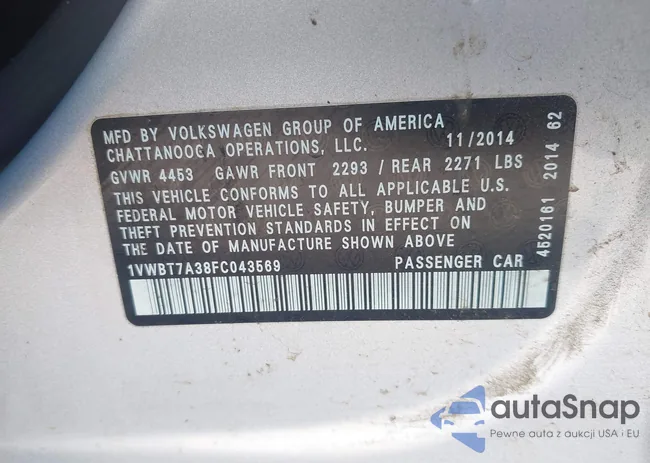 MFD BY VOLKSWAGEN GROUP OF AMERICA
CHATTANOOGA OPERATIONS, LLC. 11/2014
GVWR 4453 GAWR FRONT 2293 / REAR 2271 LBS
THIS VEHICLE CONFORMS TO ALL APPLICABLE U.S.
FEDERAL MOTOR VEHICLE SAFETY, BUMPER AND
THEFT PREVENTION STANDARDS IN EFFECT ON
THE DATE OF MANUFACTURE SHOWN ABOVE
1VWBT7A38FC043569 PASSENGER CAR
4520161 2014 62
autaSnap
Pewne auta z aukcji USA i EU